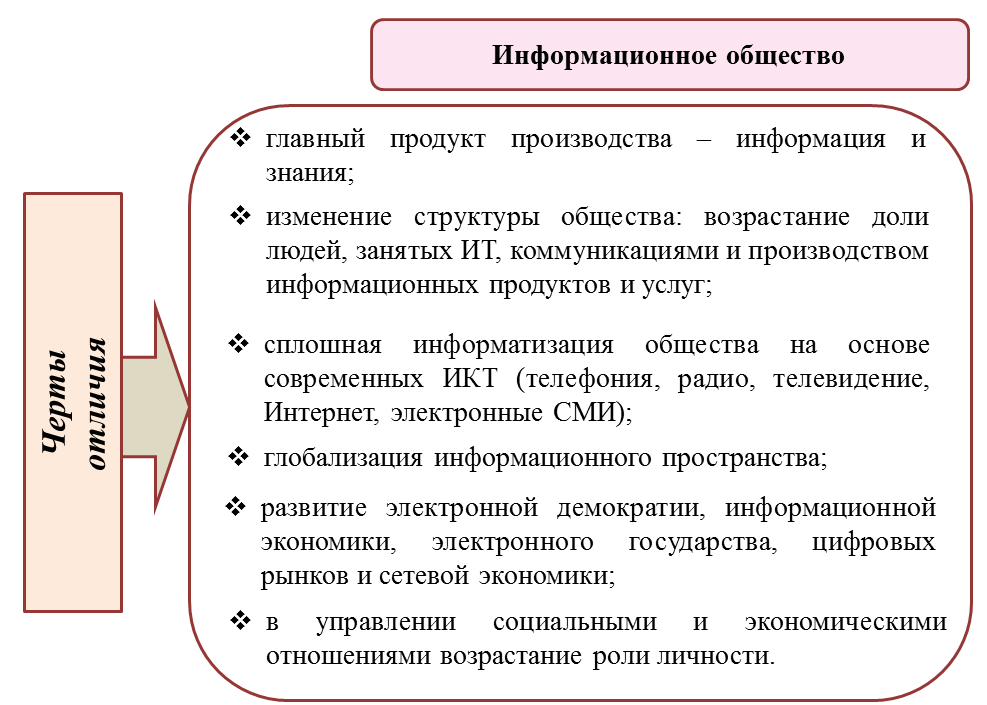 Информационное общество
Черты
отличия
❖ главный продукт производства – информация и
знания;
❖ изменение структуры общества: возрастание доли
людей, занятых ИТ, коммуникациями и производством
информационных продуктов и услуг;
❖ сплошная информатизация общества на основе
современных ИКТ (телефония, радио, телевидение,
Интернет, электронные СМИ);
❖ глобализация информационного пространства;
❖ развитие электронной демократии, информационной
экономики, электронного государства, цифровых
рынков и сетевой экономики;
❖ в управлении социальными и экономическими
отношениями возрастание роли личности.